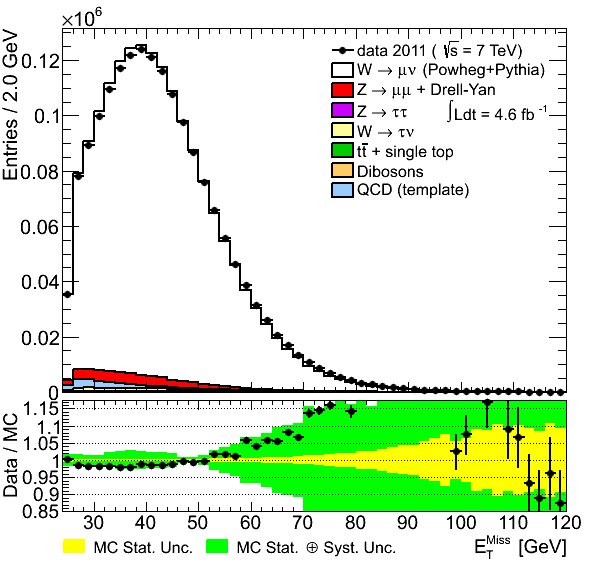 ×10⁶
Entries / 2.0 GeV
0.12
0.1
0.08
0.06
0.04
0.02
0
data 2011 ( √s = 7 TeV)
W → μν (Powheg+Pythia)
Z → μμ + Drell-Yan
Z → ττ
∫Ldt = 4.6 fb⁻¹
W → τν
tt̄ + single top
Dibosons
QCD (template)
Data / MC
1.15
1.1
1.05
1
0.95
0.9
0.85
30 40 50 60 70 80 90 100 110 120
MC Stat. Unc. MC Stat. ⊕ Syst. Unc. E_T^Miss [GeV]